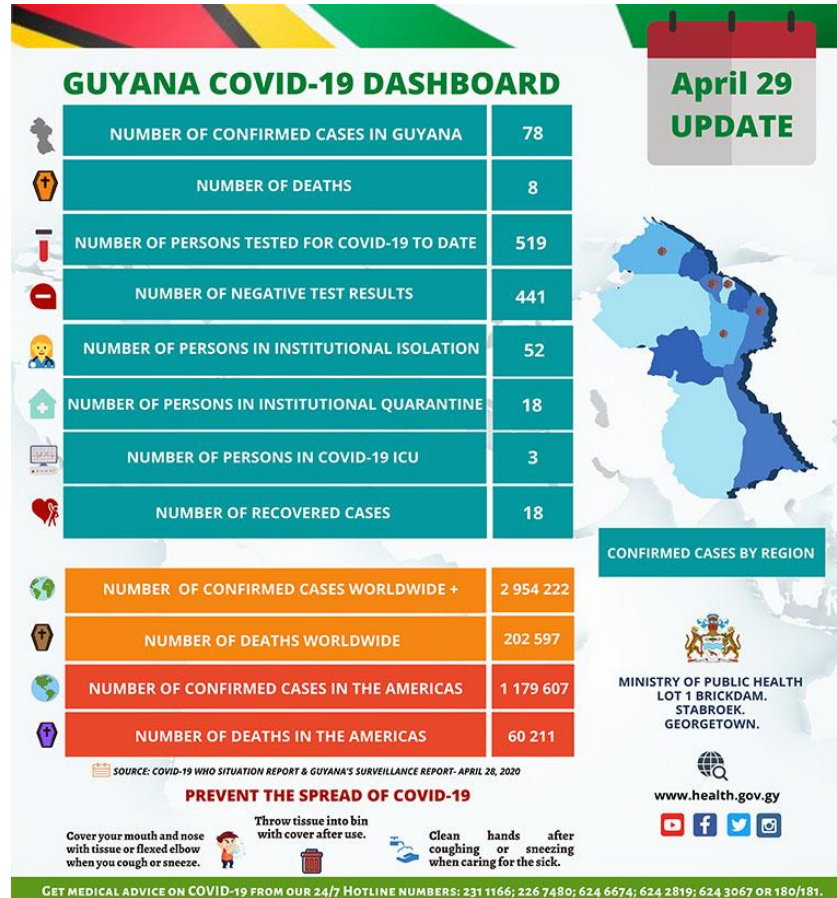 GUYANA COVID-19 DASHBOARD
April 29
UPDATE
NUMBER OF CONFIRMED CASES IN GUYANA 78
NUMBER OF DEATHS 8
NUMBER OF PERSONS TESTED FOR COVID-19 TO DATE 519
NUMBER OF NEGATIVE TEST RESULTS 441
NUMBER OF PERSONS IN INSTITUTIONAL ISOLATION 52
NUMBER OF PERSONS IN INSTITUTIONAL QUARANTINE 18
NUMBER OF PERSONS IN COVID-19 ICU 3
NUMBER OF RECOVERED CASES 18
NUMBER OF CONFIRMED CASES WORLDWIDE + 2 954 222
NUMBER OF DEATHS WORLDWIDE 202 597
NUMBER OF CONFIRMED CASES IN THE AMERICAS 1 179 607
NUMBER OF DEATHS IN THE AMERICAS 60 211
CONFIRMED CASES BY REGION
MINISTRY OF PUBLIC HEALTH
LOT 1 BRICKDAM.
STABROEK.
GEORGETOWN.
www.health.gov.gy
SOURCE: COVID-19 WHO SITUATION REPORT & GUYANA'S SURVEILLANCE REPORT- APRIL 28, 2020
PREVENT THE SPREAD OF COVID-19
Cover your mouth and nose
with tissue or flexed elbow
when you cough or sneeze.
Throw tissue into bin
with cover after use.
Clean hands after
coughing or sneezing
when caring for the sick.
GET MEDICAL ADVICE ON COVID-19 FROM OUR 24/7 HOTLINE NUMBERS: 231 1166; 226 7480; 624 6674; 624 2819; 624 3067 OR 180/181.